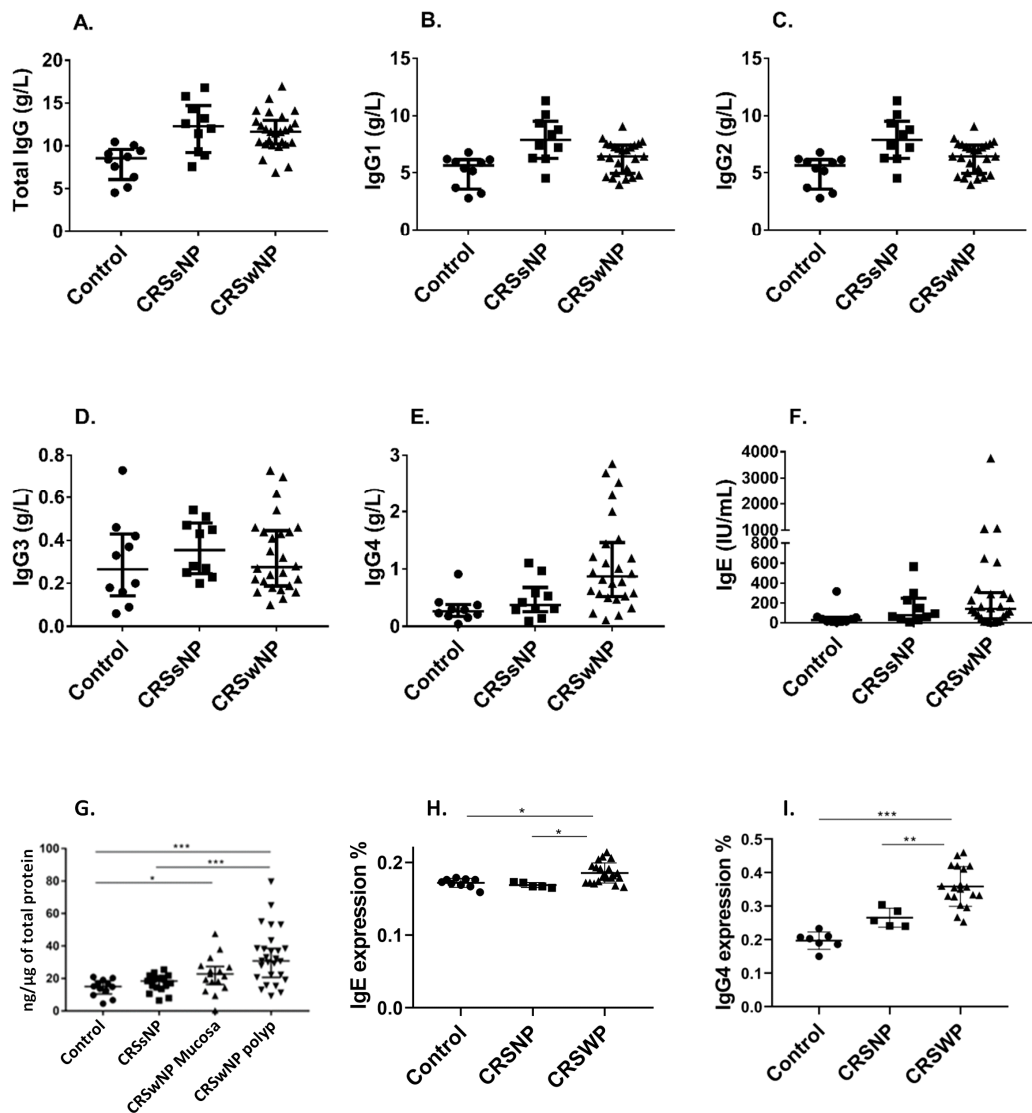 A.
Total IgG (g/L)
20
15
10
5
0
Control
CRSsNP
CRSwNP
B.
IgG1 (g/L)
15
10
5
0
Control
CRSsNP
CRSwNP
C.
IgG2 (g/L)
15
10
5
0
Control
CRSsNP
CRSwNP
D.
IgG3 (g/L)
0.8
0.6
0.4
0.2
0.0
Control
CRSsNP
CRSwNP
E.
IgG4 (g/L)
3
2
1
0
Control
CRSsNP
CRSwNP
F.
IgE (IU/mL)
4000
3000
2000
1000
800
600
400
200
0
Control
CRSsNP
CRSwNP
G.
ng/µg of total protein
100
80
60
40
20
0
***
***
*
Control
CRSsNP
CRSwNP Mucosa
CRSwNP polyp
H.
IgE expression %
0.2
0.1
0.0
*
*
Control
CRSNP
CRSWP
I.
IgG4 expression %
0.5
0.4
0.3
0.2
0.1
0.0
***
**
Control
CRSNP
CRSWP